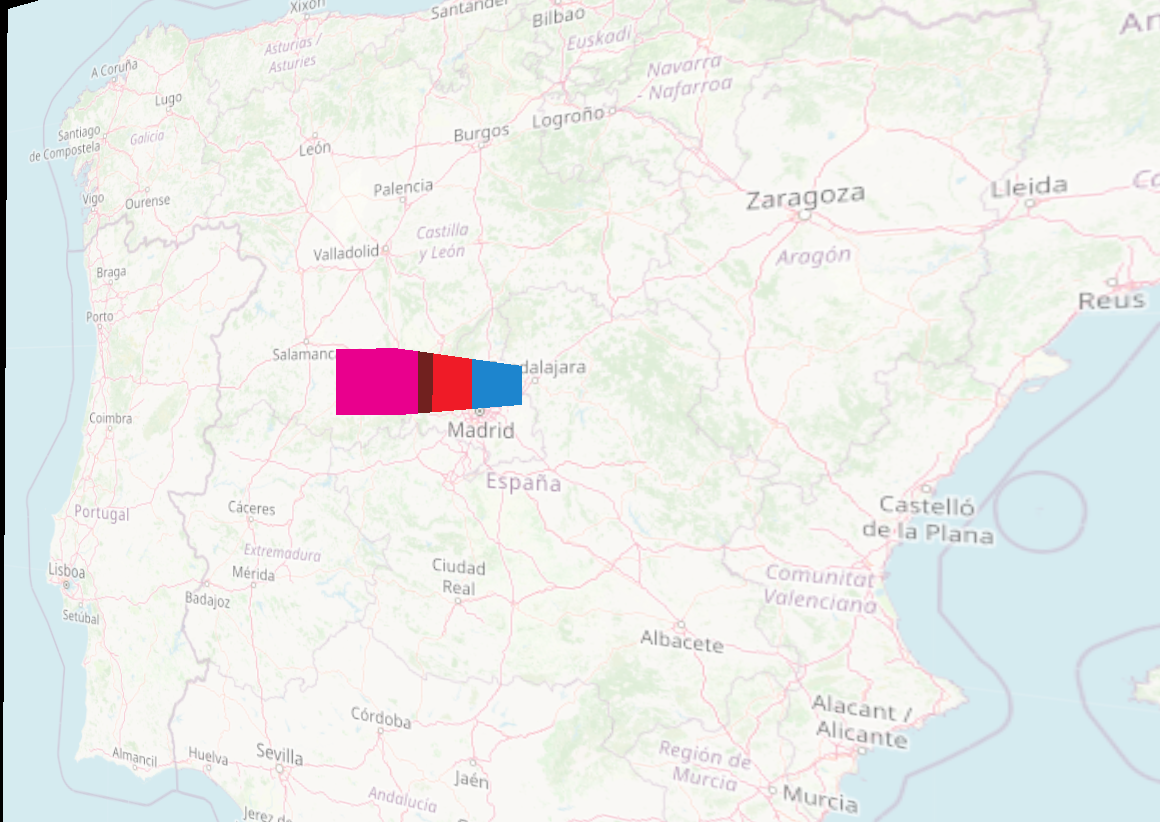 Xixón
Santander
Bilbao
An
Asturias /
Asturies
Euskadi
A Coruña
Navarra
- Nafarroa
Lugo
Logroño
Santiago
de Compostela
Galicia
León
Burgos
Vigo
Ourense
Palencia
Zaragoza
Lleida
Ca
Castilla
y León
Valladolid
Aragón
Braga
Reus
Porto
Salamanc
dalajara
Coimbra
Madrid
España
Cáceres
Portugal
Castelló
de la Plana
Extremadura
Lisboa
Mérida
Ciudad
Real
Comunitat
Valenciana
Badajoz
Setúbal
Albacete
Córdoba
Alacant /
Alicante
Almancil
Huelva
Sevilla
Jaén
Región de
Murcia
Andalucía
Murcia
Jerez de